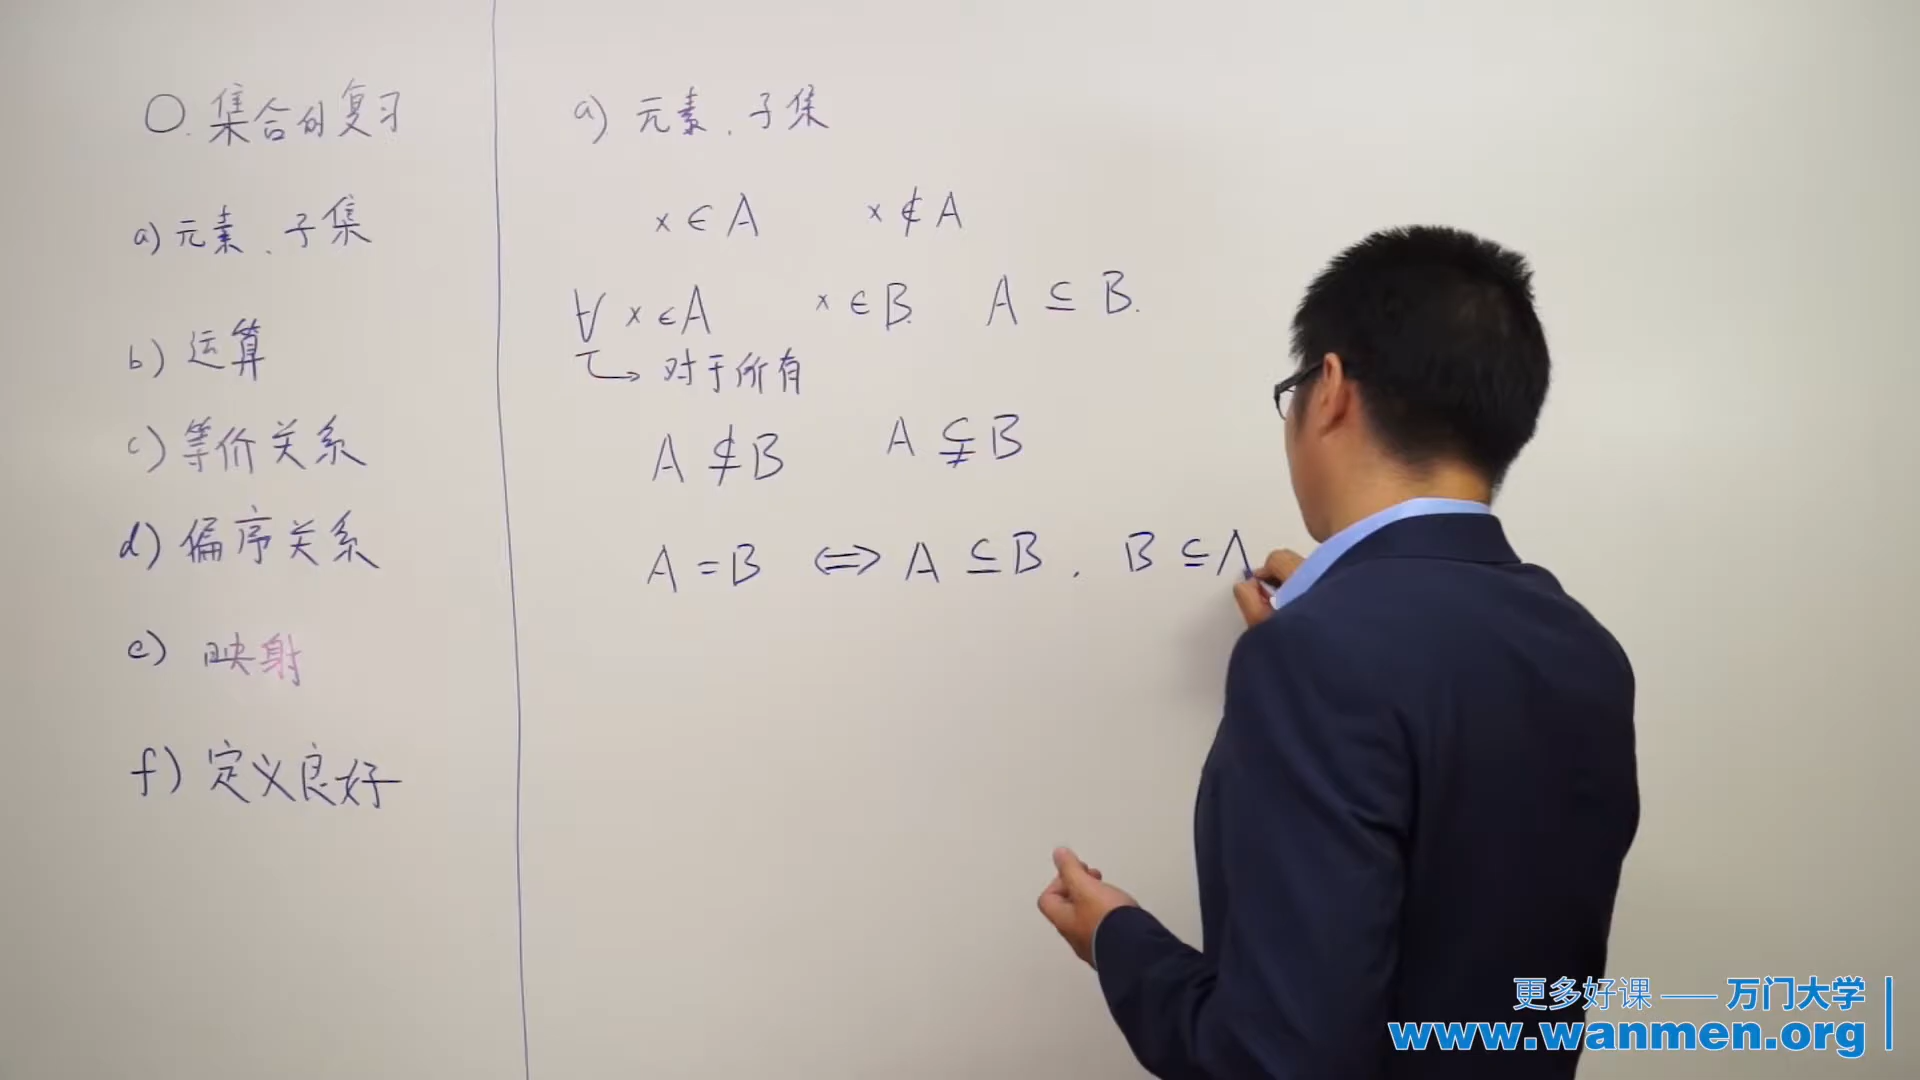 0. 集合的复习
a) 元素、子集
b) 运算
c) 等价关系
d) 偏序关系
e) 映射
f) 定义良好
a) 元素、子集
x ∈ A x ∉ A
∀ x ∈ A x ∈ B. A ⊆ B.
↳ 对于所有
A ⊈ B A ⊊ B
A = B ⟺ A ⊆ B , B ⊆ A
更多好课 —— 万门大学
www.wanmen.org